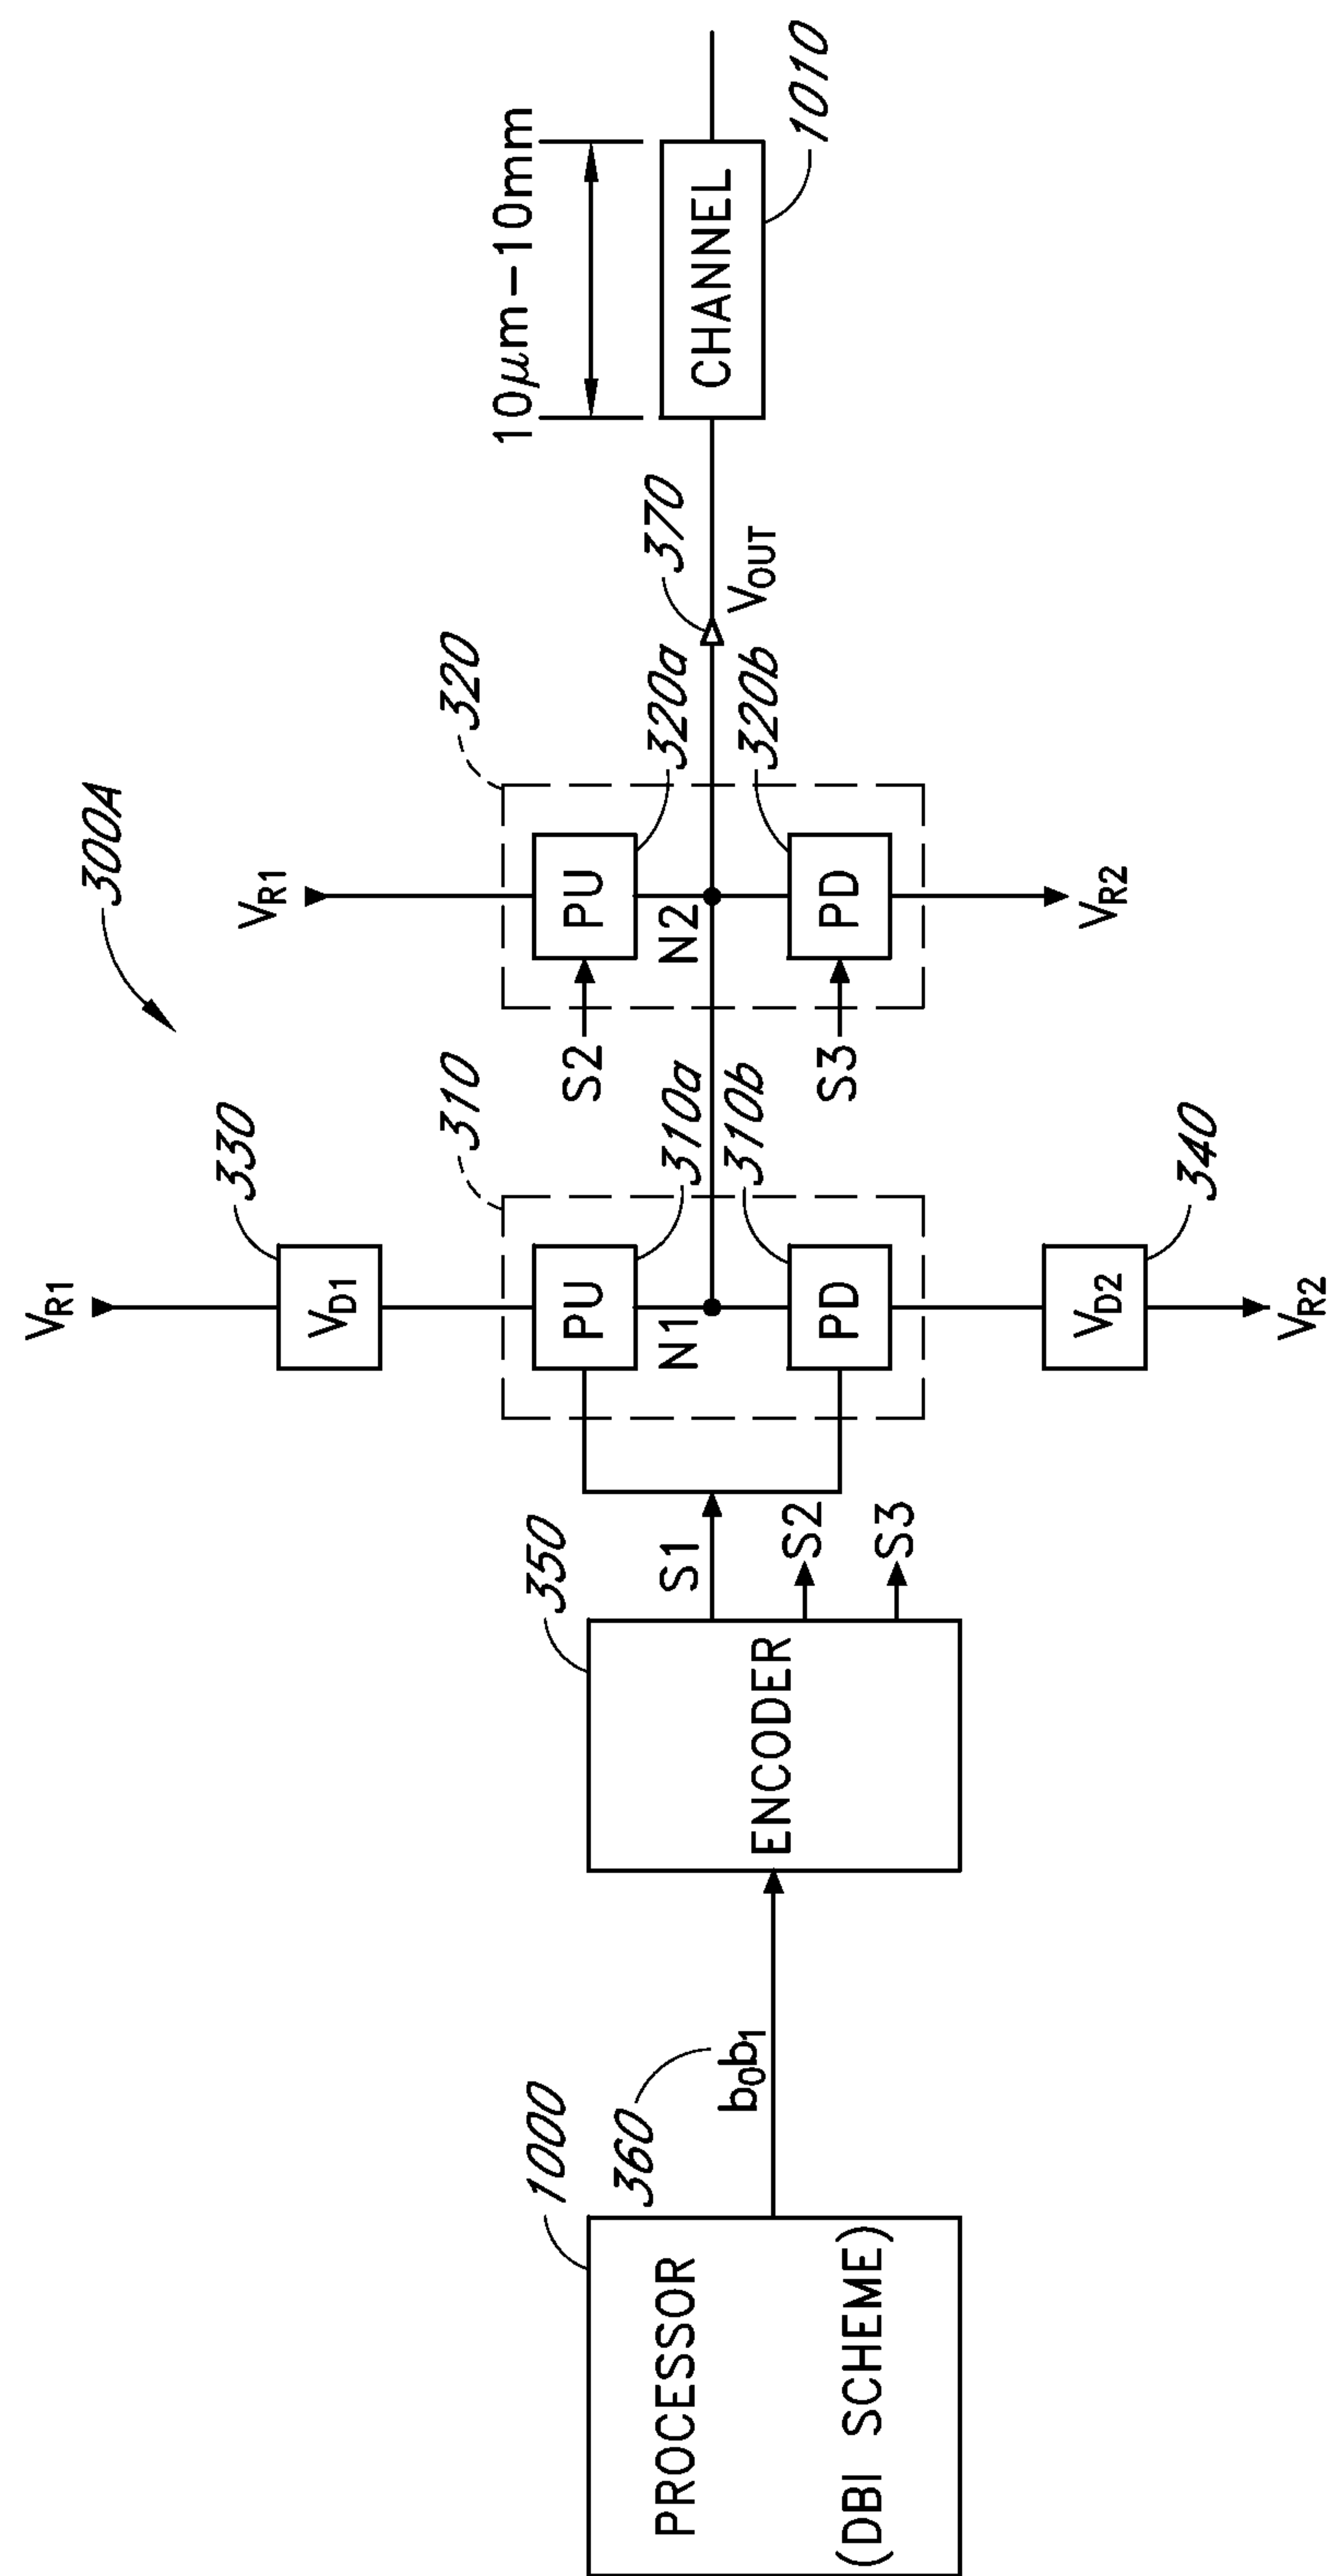 300A
V_R1
330
V_D1
310
PU
310a
N1
310b
PD
V_D2
340
V_R2
V_R1
320
S2
PU
320a
N2
320b
S3
PD
V_R2
370
V_OUT
10μm–10mm
CHANNEL
1010
1000
PROCESSOR
(DBI SCHEME)
360
b₀b₁
350
ENCODER
S1
S2
S3